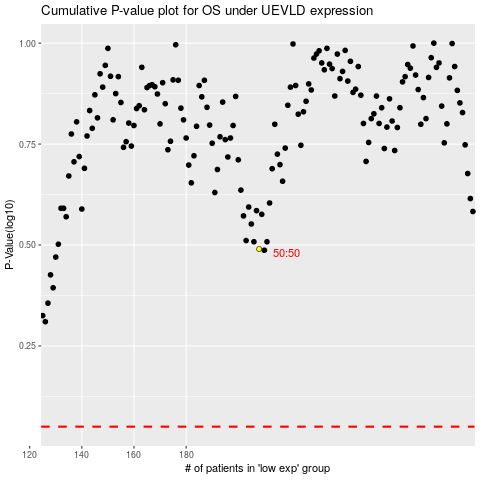 Cumulative P-value plot for OS under UEVLD expression
1.00
0.75
0.50
0.25
P-Value(log10)
50:50
120 140 160 180
# of patients in 'low exp' group